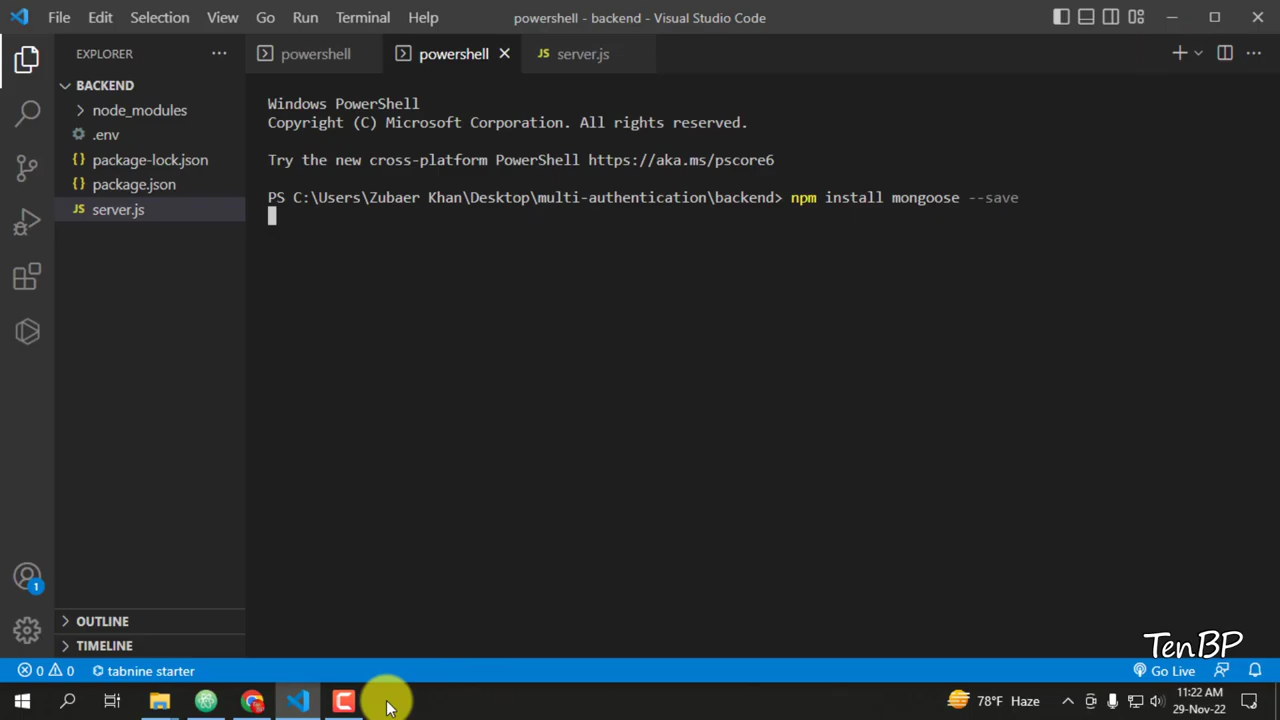 File Edit Selection View Go Run Terminal Help
powershell - backend - Visual Studio Code
EXPLORER
powershell
powershell
JS server.js
BACKEND
node_modules
.env
{} package-lock.json
{} package.json
JS server.js
Windows PowerShell
Copyright (C) Microsoft Corporation. All rights reserved.
Try the new cross-platform PowerShell https://aka.ms/pscore6
PS C:\Users\Zubaer Khan\Desktop\multi-authentication\backend> npm install mongoose --save
1
OUTLINE
TIMELINE
TenBP
0 0 tabnine starter
Go Live
78°F Haze
11:22 AM
29-Nov-22